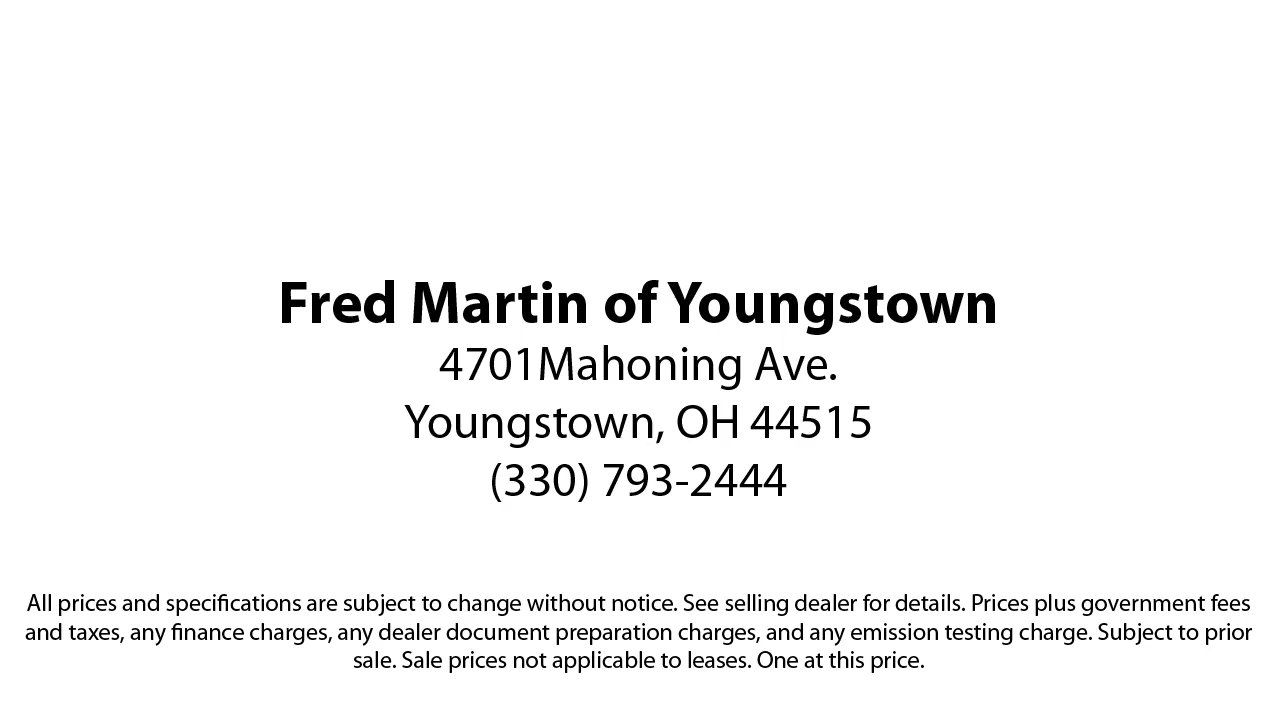 Fred Martin of Youngstown
4701Mahoning Ave.
Youngstown, OH 44515
(330) 793-2444
All prices and specifications are subject to change without notice. See selling dealer for details. Prices plus government fees
and taxes, any finance charges, any dealer document preparation charges, and any emission testing charge. Subject to prior
sale. Sale prices not applicable to leases. One at this price.